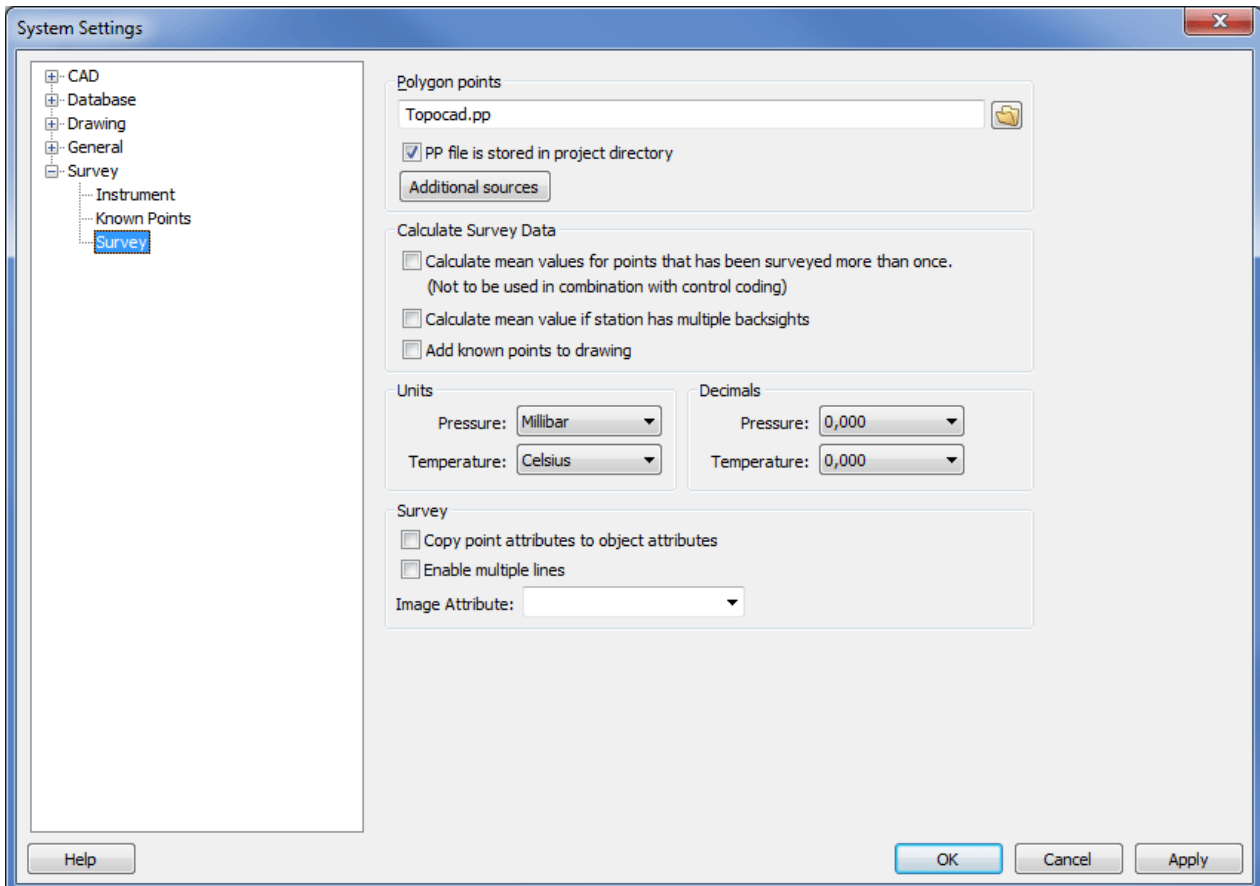 System Settings
CAD
Database
Drawing
General
Survey
Instrument
Known Points
Survey
Polygon points
Topocad.pp
PP file is stored in project directory
Additional sources
Calculate Survey Data
Calculate mean values for points that has been surveyed more than once.
(Not to be used in combination with control coding)
Calculate mean value if station has multiple backsights
Add known points to drawing
Units
Pressure: Millibar
Temperature: Celsius
Decimals
Pressure: 0,000
Temperature: 0,000
Survey
Copy point attributes to object attributes
Enable multiple lines
Image Attribute:
Help
OK
Cancel
Apply